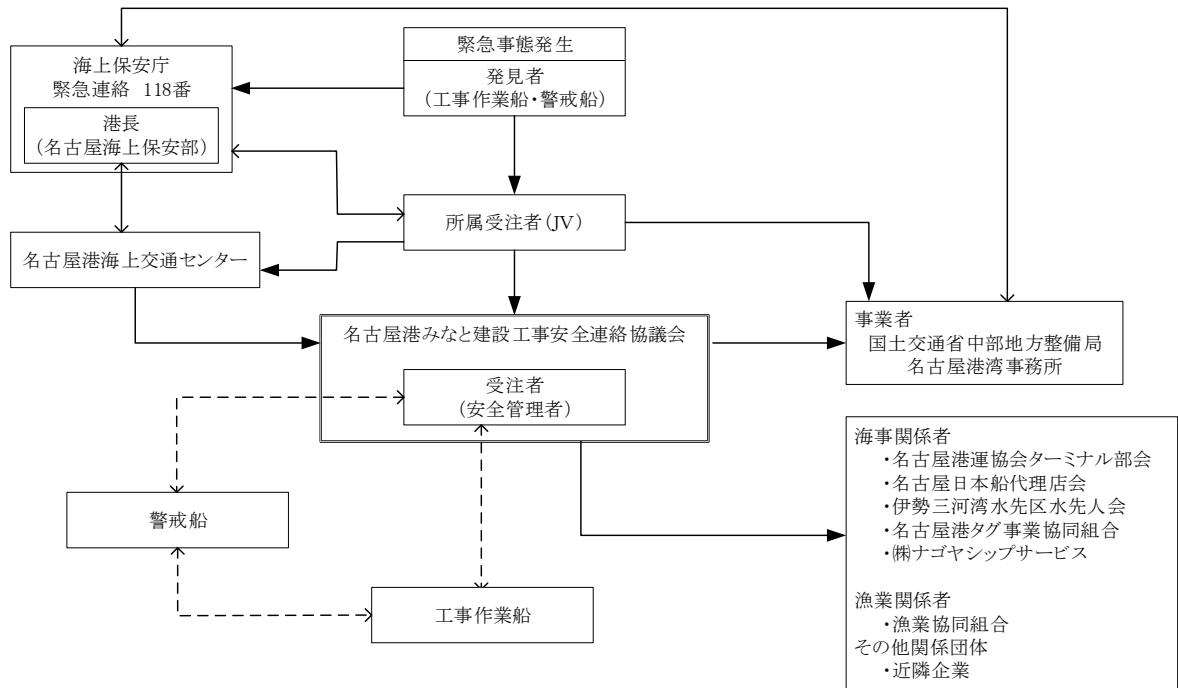 緊急事態発生
発見者
(工事作業船・警戒船)
海上保安庁
緊急連絡 118番
港長
(名古屋海上保安部)
所属受注者(JV)
名古屋港海上交通センター
名古屋港みなと建設工事安全連絡協議会
受注者
(安全管理者)
事業者
国土交通省中部地方整備局
名古屋港湾事務所
警戒船
工事作業船
海事関係者
・名古屋港運協会ターミナル部会
・名古屋日本船代理店会
・伊勢三河湾水先区水先人会
・名古屋港タグ事業協同組合
・㈱ナゴヤシップサービス
漁業関係者
・漁業協同組合
その他関係団体
・近隣企業